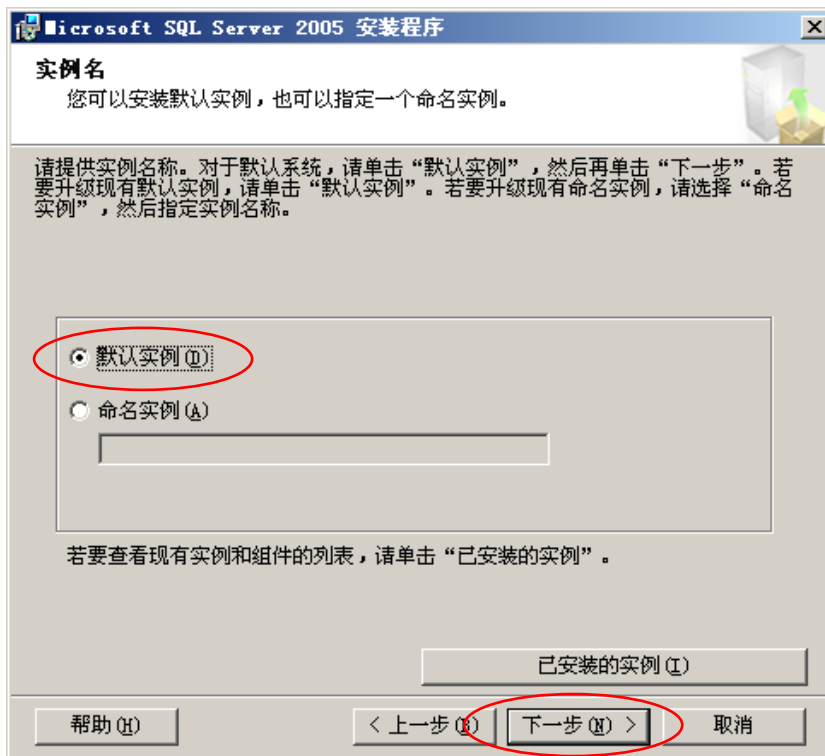 Microsoft SQL Server 2005 安装程序
实例名
您可以安装默认实例，也可以指定一个命名实例。
请提供实例名称。对于默认系统，请单击“默认实例”，然后再单击“下一步”。若
要升级现有默认实例，请单击“默认实例”。若要升级现有命名实例，请选择“命名
实例”，然后指定实例名称。
默认实例(D)
命名实例(A)
若要查看现有实例和组件的列表，请单击“已安装的实例”。
已安装的实例(I)
帮助(H)
< 上一步(B)
下一步(N) >
取消